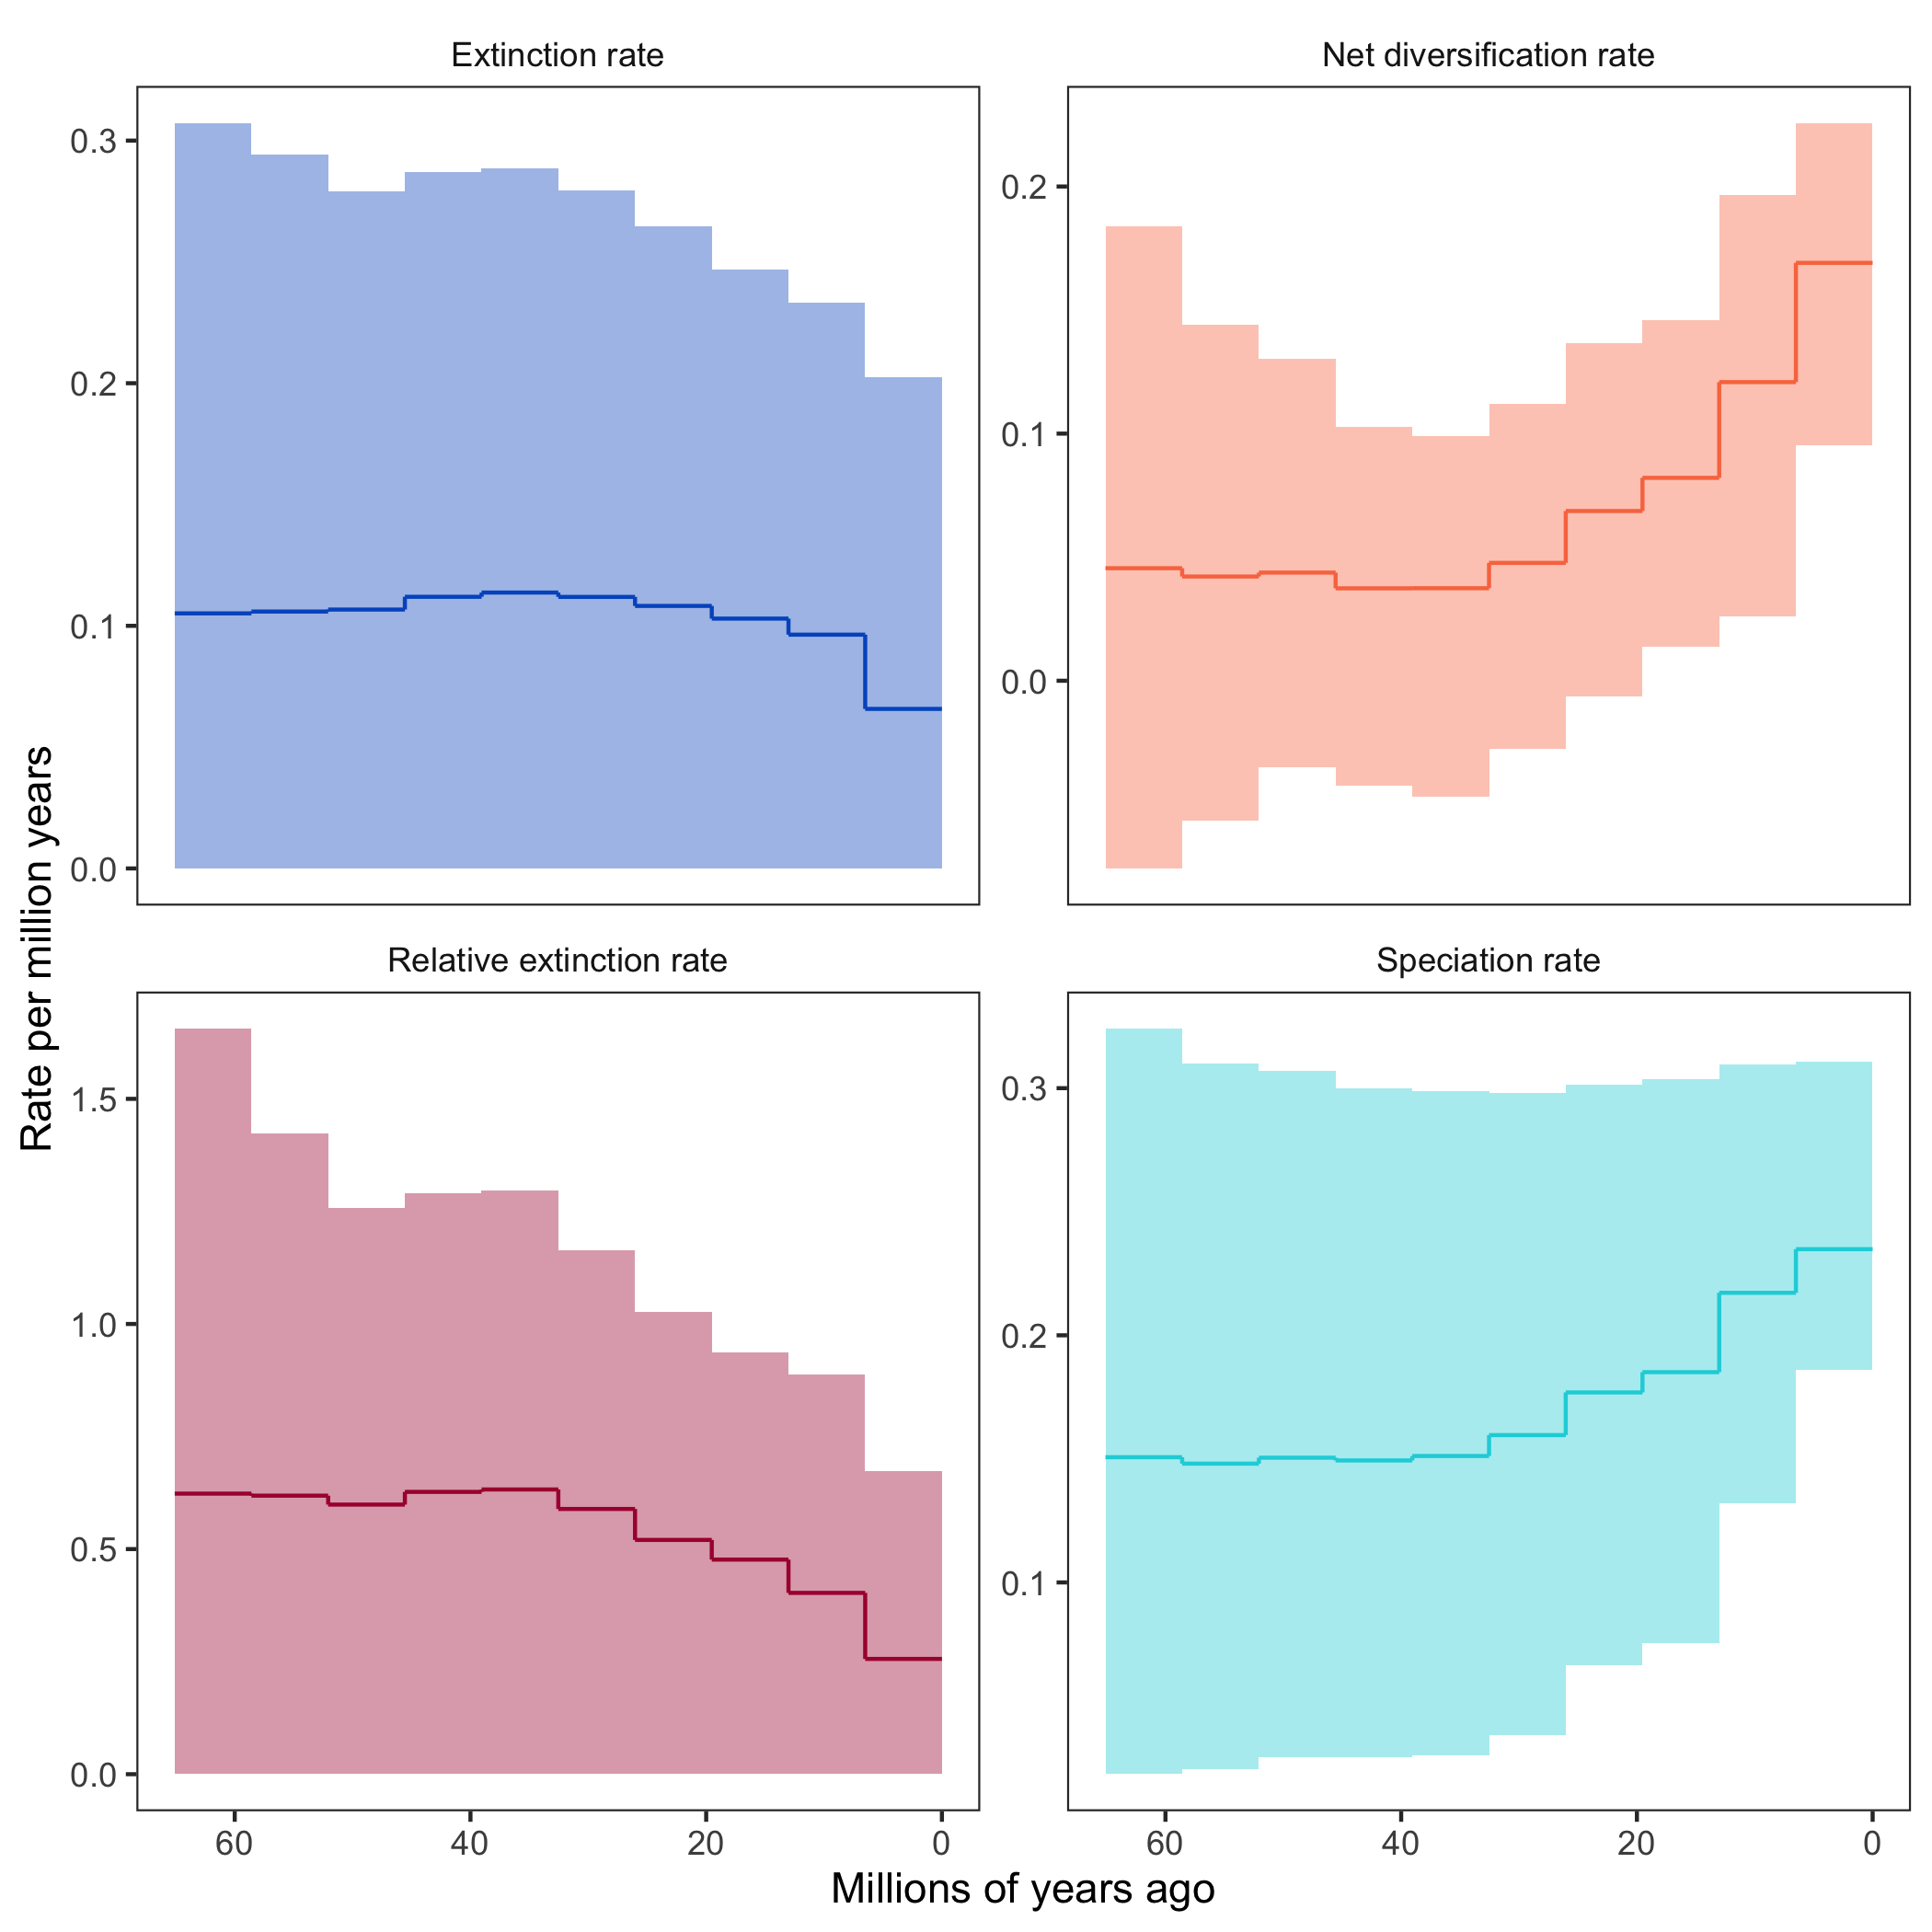 Extinction rate
Net diversification rate
0.3
0.2
0.1
0.0
0.2
0.1
0.0
Rate per million years
Relative extinction rate
Speciation rate
1.5
1.0
0.5
0.0
0.3
0.2
0.1
60 40 20 0
60 40 20 0
Millions of years ago